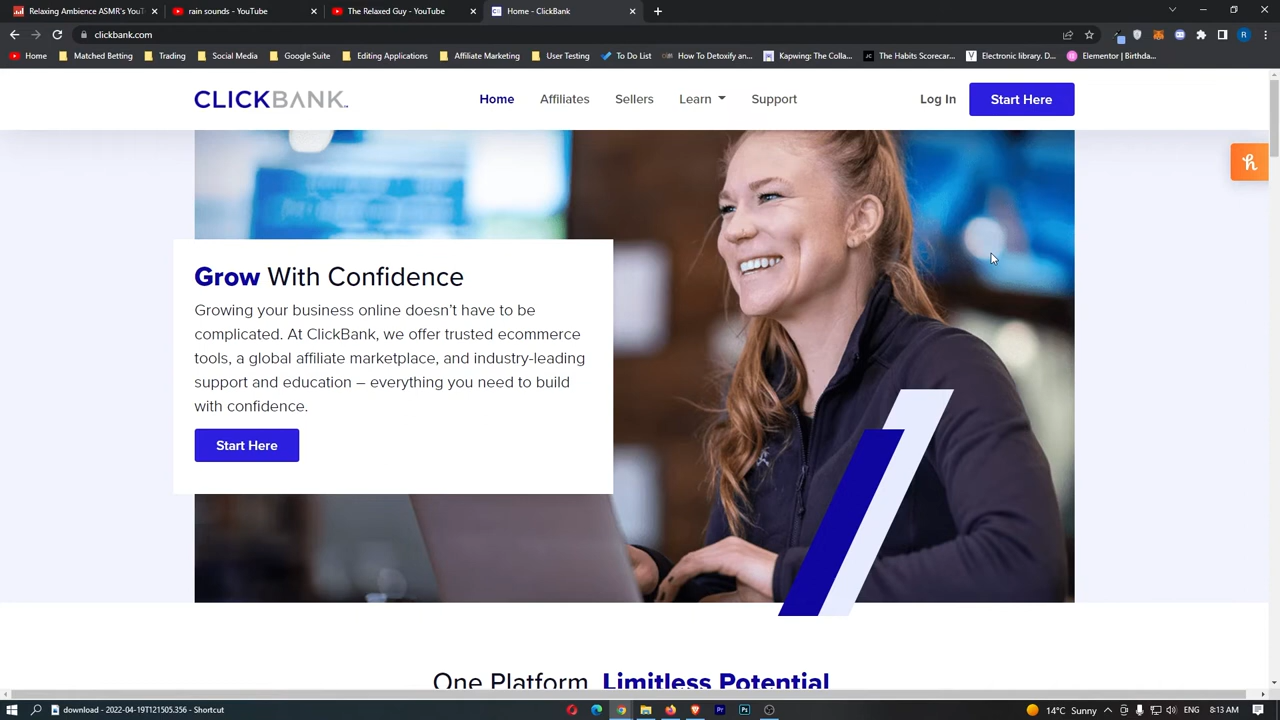 Relaxing Ambience ASMR's YouT
rain sounds - YouTube
The Relaxed Guy - YouTube
Home - ClickBank
clickbank.com
R
Home
Matched Betting
Trading
Social Media
Google Suite
Editing Applications
Affiliate Marketing
User Testing
To Do List
How To Detoxify an...
Kapwing: The Colla...
The Habits Scorecar...
Electronic library. D...
Elementor | Birthda...
CLICKBANK
Home
Affiliates
Sellers
Learn
Support
Log In
Start Here
Grow With Confidence
Growing your business online doesn't have to be
complicated. At ClickBank, we offer trusted ecommerce
tools, a global affiliate marketplace, and industry-leading
support and education – everything you need to build
with confidence.
Start Here
One Platform Limitless Potential
download - 2022-04-19T121505.356 - Shortcut
14°C Sunny
ENG
8:13 AM